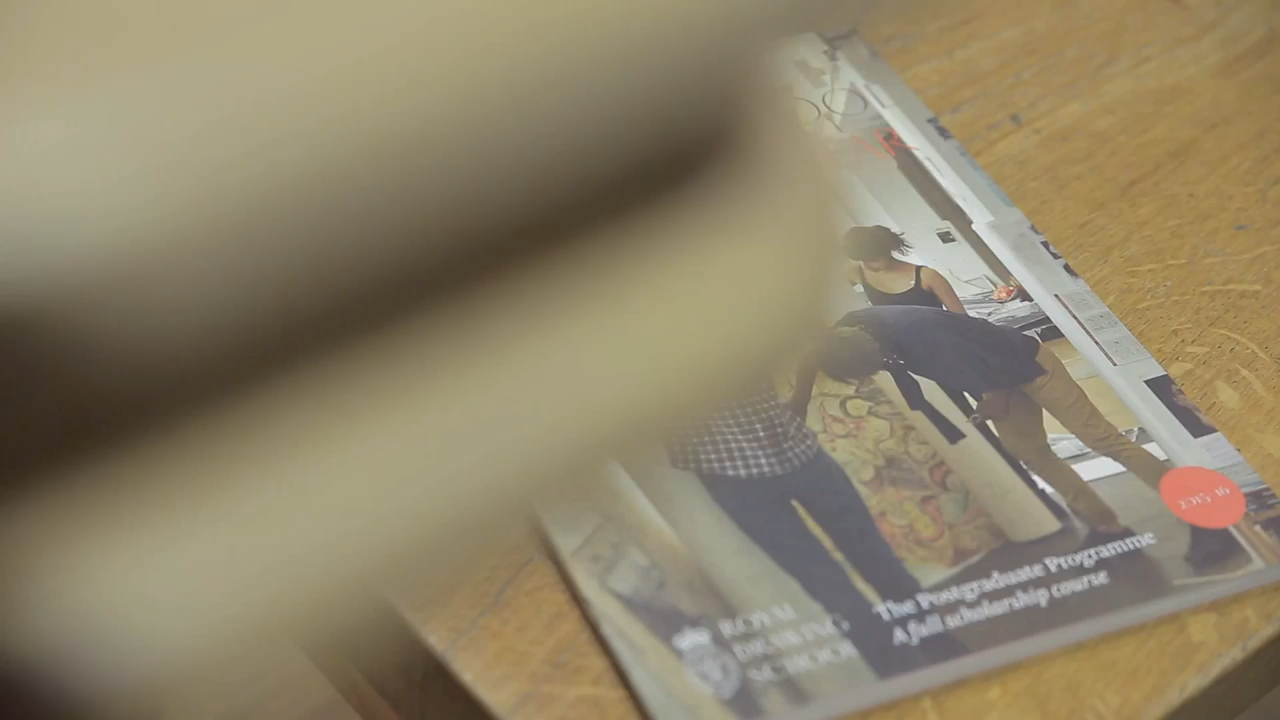 2015-16
The Postgraduate Programme
A full scholarship course
ROYAL
DRAWING
SCHOOL